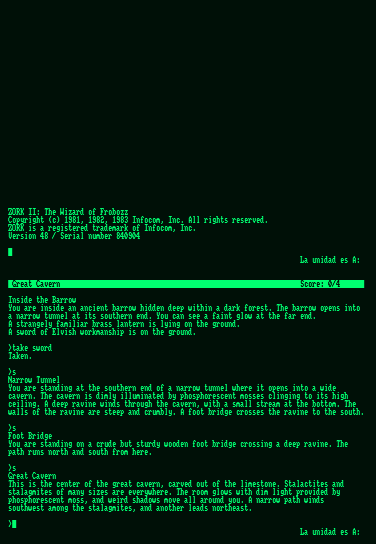 ZORK II: The Wizard of Frobozz
Copyright (c) 1981, 1982, 1983 Infocom, Inc. All rights reserved.
ZORK is a registered trademark of Infocom, Inc.
Version 48 / Serial number 840904
La unidad es A:
Great Cavern Score: 0/4
Inside the Barrow
You are inside an ancient barrow hidden deep within a dark forest. The barrow opens into
a narrow tunnel at its southern end. You can see a faint glow at the far end.
A strangely familiar brass lantern is lying on the ground.
A sword of Elvish workmanship is on the ground.
>take sword
Taken.
>s
Narrow Tunnel
You are standing at the southern end of a narrow tunnel where it opens into a wide
cavern. The cavern is dimly illuminated by phosphorescent mosses clinging to its high
ceiling. A deep ravine winds through the cavern, with a small stream at the bottom. The
walls of the ravine are steep and crumbly. A foot bridge crosses the ravine to the south.
>s
Foot Bridge
You are standing on a crude but sturdy wooden foot bridge crossing a deep ravine. The
path runs north and south from here.
>s
Great Cavern
This is the center of the great cavern, carved out of the limestone. Stalactites and
stalagmites of many sizes are everywhere. The room glows with dim light provided by
phosphorescent moss, and weird shadows move all around you. A narrow path winds
southwest among the stalagmites, and another leads northeast.
>
La unidad es A: